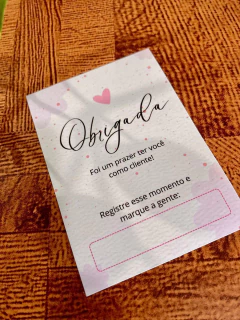 Obrigada
Foi um prazer ter você
como cliente!
Registre esse momento e
marque a gente: